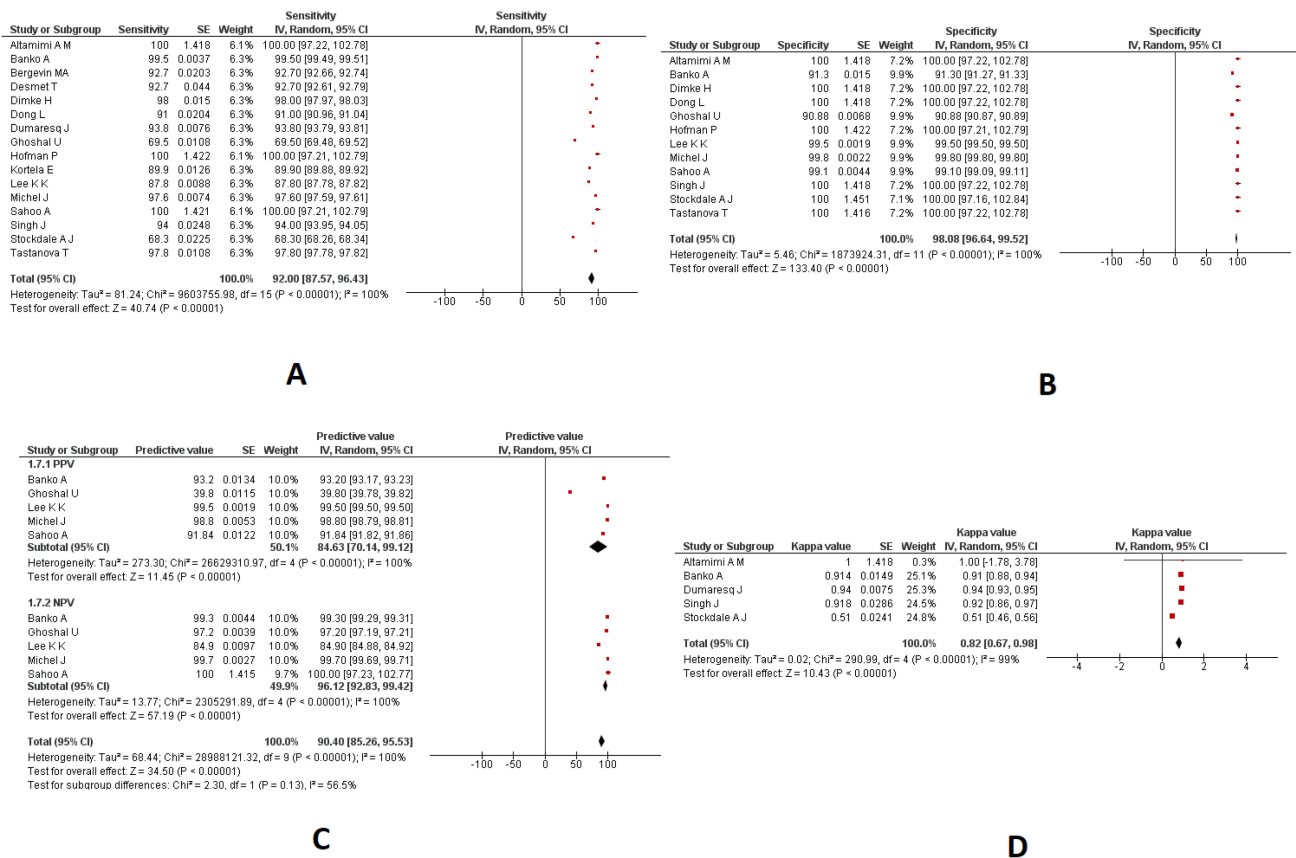 Sensitivity Sensitivity
Study or Subgroup Sensitivity SE Weight IV, Random, 95% CI IV, Random, 95% CI
Altamimi A M 100 1.418 6.1% 100.00 [97.22, 102.78]
Banko A 99.5 0.0037 6.3% 99.50 [99.49, 99.51]
Bergevin MA 92.7 0.0203 6.3% 92.70 [92.66, 92.74]
Desmet T 92.7 0.044 6.3% 92.70 [92.61, 92.79]
Dimke H 98 0.015 6.3% 98.00 [97.97, 98.03]
Dong L 91 0.0204 6.3% 91.00 [90.96, 91.04]
Dumaresq J 93.8 0.0076 6.3% 93.80 [93.79, 93.81]
Ghoshal U 69.5 0.0108 6.3% 69.50 [69.48, 69.52]
Hofman P 100 1.422 6.1% 100.00 [97.21, 102.79]
Kortela E 89.9 0.0126 6.3% 89.90 [89.88, 89.92]
Lee K K 87.8 0.0088 6.3% 87.80 [87.78, 87.82]
Michel J 97.6 0.0074 6.3% 97.60 [97.59, 97.61]
Sahoo A 100 1.421 6.1% 100.00 [97.21, 102.79]
Singh J 94 0.0248 6.3% 94.00 [93.95, 94.05]
Stockdale A J 68.3 0.0225 6.3% 68.30 [68.26, 68.34]
Tastanova T 97.8 0.0108 6.3% 97.80 [97.78, 97.82]
Total (95% CI) 100.0% 92.00 [87.57, 96.43]
Heterogeneity: Tau² = 81.24; Chi² = 9603755.98, df = 15 (P < 0.00001); I² = 100%
Test for overall effect: Z = 40.74 (P < 0.00001)
-100 -50 0 50 100
A
Specificity Specificity
Study or Subgroup Specificity SE Weight IV, Random, 95% CI IV, Random, 95% CI
Altamimi A M 100 1.418 7.2% 100.00 [97.22, 102.78]
Banko A 91.3 0.015 9.9% 91.30 [91.27, 91.33]
Dimke H 100 1.418 7.2% 100.00 [97.22, 102.78]
Dong L 100 1.418 7.2% 100.00 [97.22, 102.78]
Ghoshal U 90.88 0.0068 9.9% 90.88 [90.87, 90.89]
Hofman P 100 1.422 7.2% 100.00 [97.21, 102.79]
Lee K K 99.5 0.0019 9.9% 99.50 [99.50, 99.50]
Michel J 99.8 0.0022 9.9% 99.80 [99.80, 99.80]
Sahoo A 99.1 0.0044 9.9% 99.10 [99.09, 99.11]
Singh J 100 1.418 7.2% 100.00 [97.22, 102.78]
Stockdale A J 100 1.451 7.1% 100.00 [97.16, 102.84]
Tastanova T 100 1.416 7.2% 100.00 [97.22, 102.78]
Total (95% CI) 100.0% 98.08 [96.64, 99.52]
Heterogeneity: Tau² = 5.46; Chi² = 1873924.31, df = 11 (P < 0.00001); I² = 100%
Test for overall effect: Z = 133.40 (P < 0.00001)
-100 -50 0 50 100
B
Predictive value Predictive value
Study or Subgroup Predictive value SE Weight IV, Random, 95% CI IV, Random, 95% CI
1.7.1 PPV
Banko A 93.2 0.0134 10.0% 93.20 [93.17, 93.23]
Ghoshal U 39.8 0.0115 10.0% 39.80 [39.78, 39.82]
Lee K K 99.5 0.0019 10.0% 99.50 [99.50, 99.50]
Michel J 98.8 0.0053 10.0% 98.80 [98.79, 98.81]
Sahoo A 91.84 0.0122 10.0% 91.84 [91.82, 91.86]
Subtotal (95% CI) 50.1% 84.63 [70.14, 99.12]
Heterogeneity: Tau² = 273.30; Chi² = 26629310.97, df = 4 (P < 0.00001); I² = 100%
Test for overall effect: Z = 11.45 (P < 0.00001)
1.7.2 NPV
Banko A 99.3 0.0044 10.0% 99.30 [99.29, 99.31]
Ghoshal U 97.2 0.0039 10.0% 97.20 [97.19, 97.21]
Lee K K 84.9 0.0097 10.0% 84.90 [84.88, 84.92]
Michel J 99.7 0.0027 10.0% 99.70 [99.69, 99.71]
Sahoo A 100 1.415 9.7% 100.00 [97.23, 102.77]
Subtotal (95% CI) 49.9% 96.12 [92.83, 99.42]
Heterogeneity: Tau² = 13.77; Chi² = 2305291.89, df = 4 (P < 0.00001); I² = 100%
Test for overall effect: Z = 57.19 (P < 0.00001)
Total (95% CI) 100.0% 90.40 [85.26, 95.53]
Heterogeneity: Tau² = 68.44; Chi² = 28988121.32, df = 9 (P < 0.00001); I² = 100%
Test for overall effect: Z = 34.50 (P < 0.00001)
Test for subgroup differences: Chi² = 2.30, df = 1 (P = 0.13), I² = 56.5%
-100 -50 0 50 100
C
Kappa value Kappa value
Study or Subgroup Kappa value SE Weight IV, Random, 95% CI IV, Random, 95% CI
Altamimi A M 1 1.418 0.3% 1.00 [-1.78, 3.78]
Banko A 0.914 0.0149 25.1% 0.91 [0.88, 0.94]
Dumaresq J 0.94 0.0075 25.3% 0.94 [0.93, 0.95]
Singh J 0.918 0.0286 24.5% 0.92 [0.86, 0.97]
Stockdale A J 0.51 0.0241 24.8% 0.51 [0.46, 0.56]
Total (95% CI) 100.0% 0.82 [0.67, 0.98]
Heterogeneity: Tau² = 0.02; Chi² = 290.99, df = 4 (P < 0.00001); I² = 99%
Test for overall effect: Z = 10.43 (P < 0.00001)
-4 -2 0 2 4
D